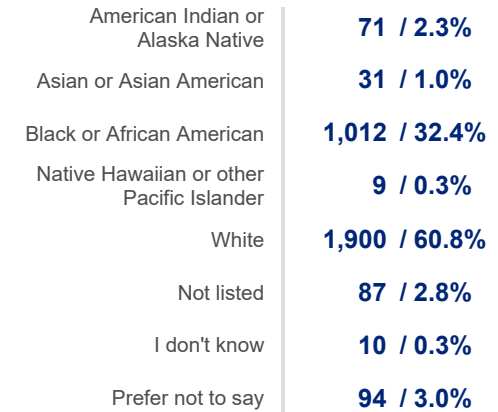 American Indian or
Alaska Native 71 / 2.3%
Asian or Asian American 31 / 1.0%
Black or African American 1,012 / 32.4%
Native Hawaiian or other
Pacific Islander 9 / 0.3%
White 1,900 / 60.8%
Not listed 87 / 2.8%
I don't know 10 / 0.3%
Prefer not to say 94 / 3.0%